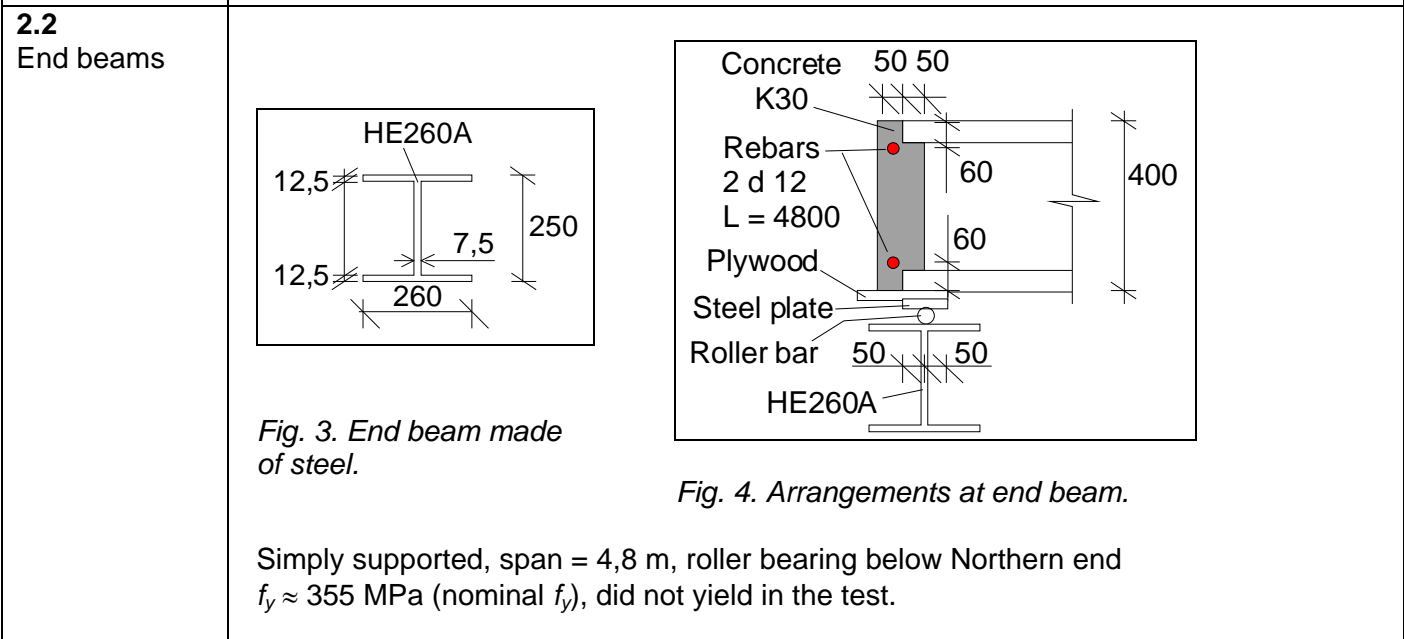 2.2
End beams
HE260A
12,5
250
7,5
12,5
260
Fig. 3. End beam made
of steel.
Concrete 50 50
K30
Rebars
2 d 12
L = 4800
60
400
60
Plywood
Steel plate
Roller bar 50 50
HE260A
Fig. 4. Arrangements at end beam.
Simply supported, span = 4,8 m, roller bearing below Northern end
fy ≈ 355 MPa (nominal fy), did not yield in the test.